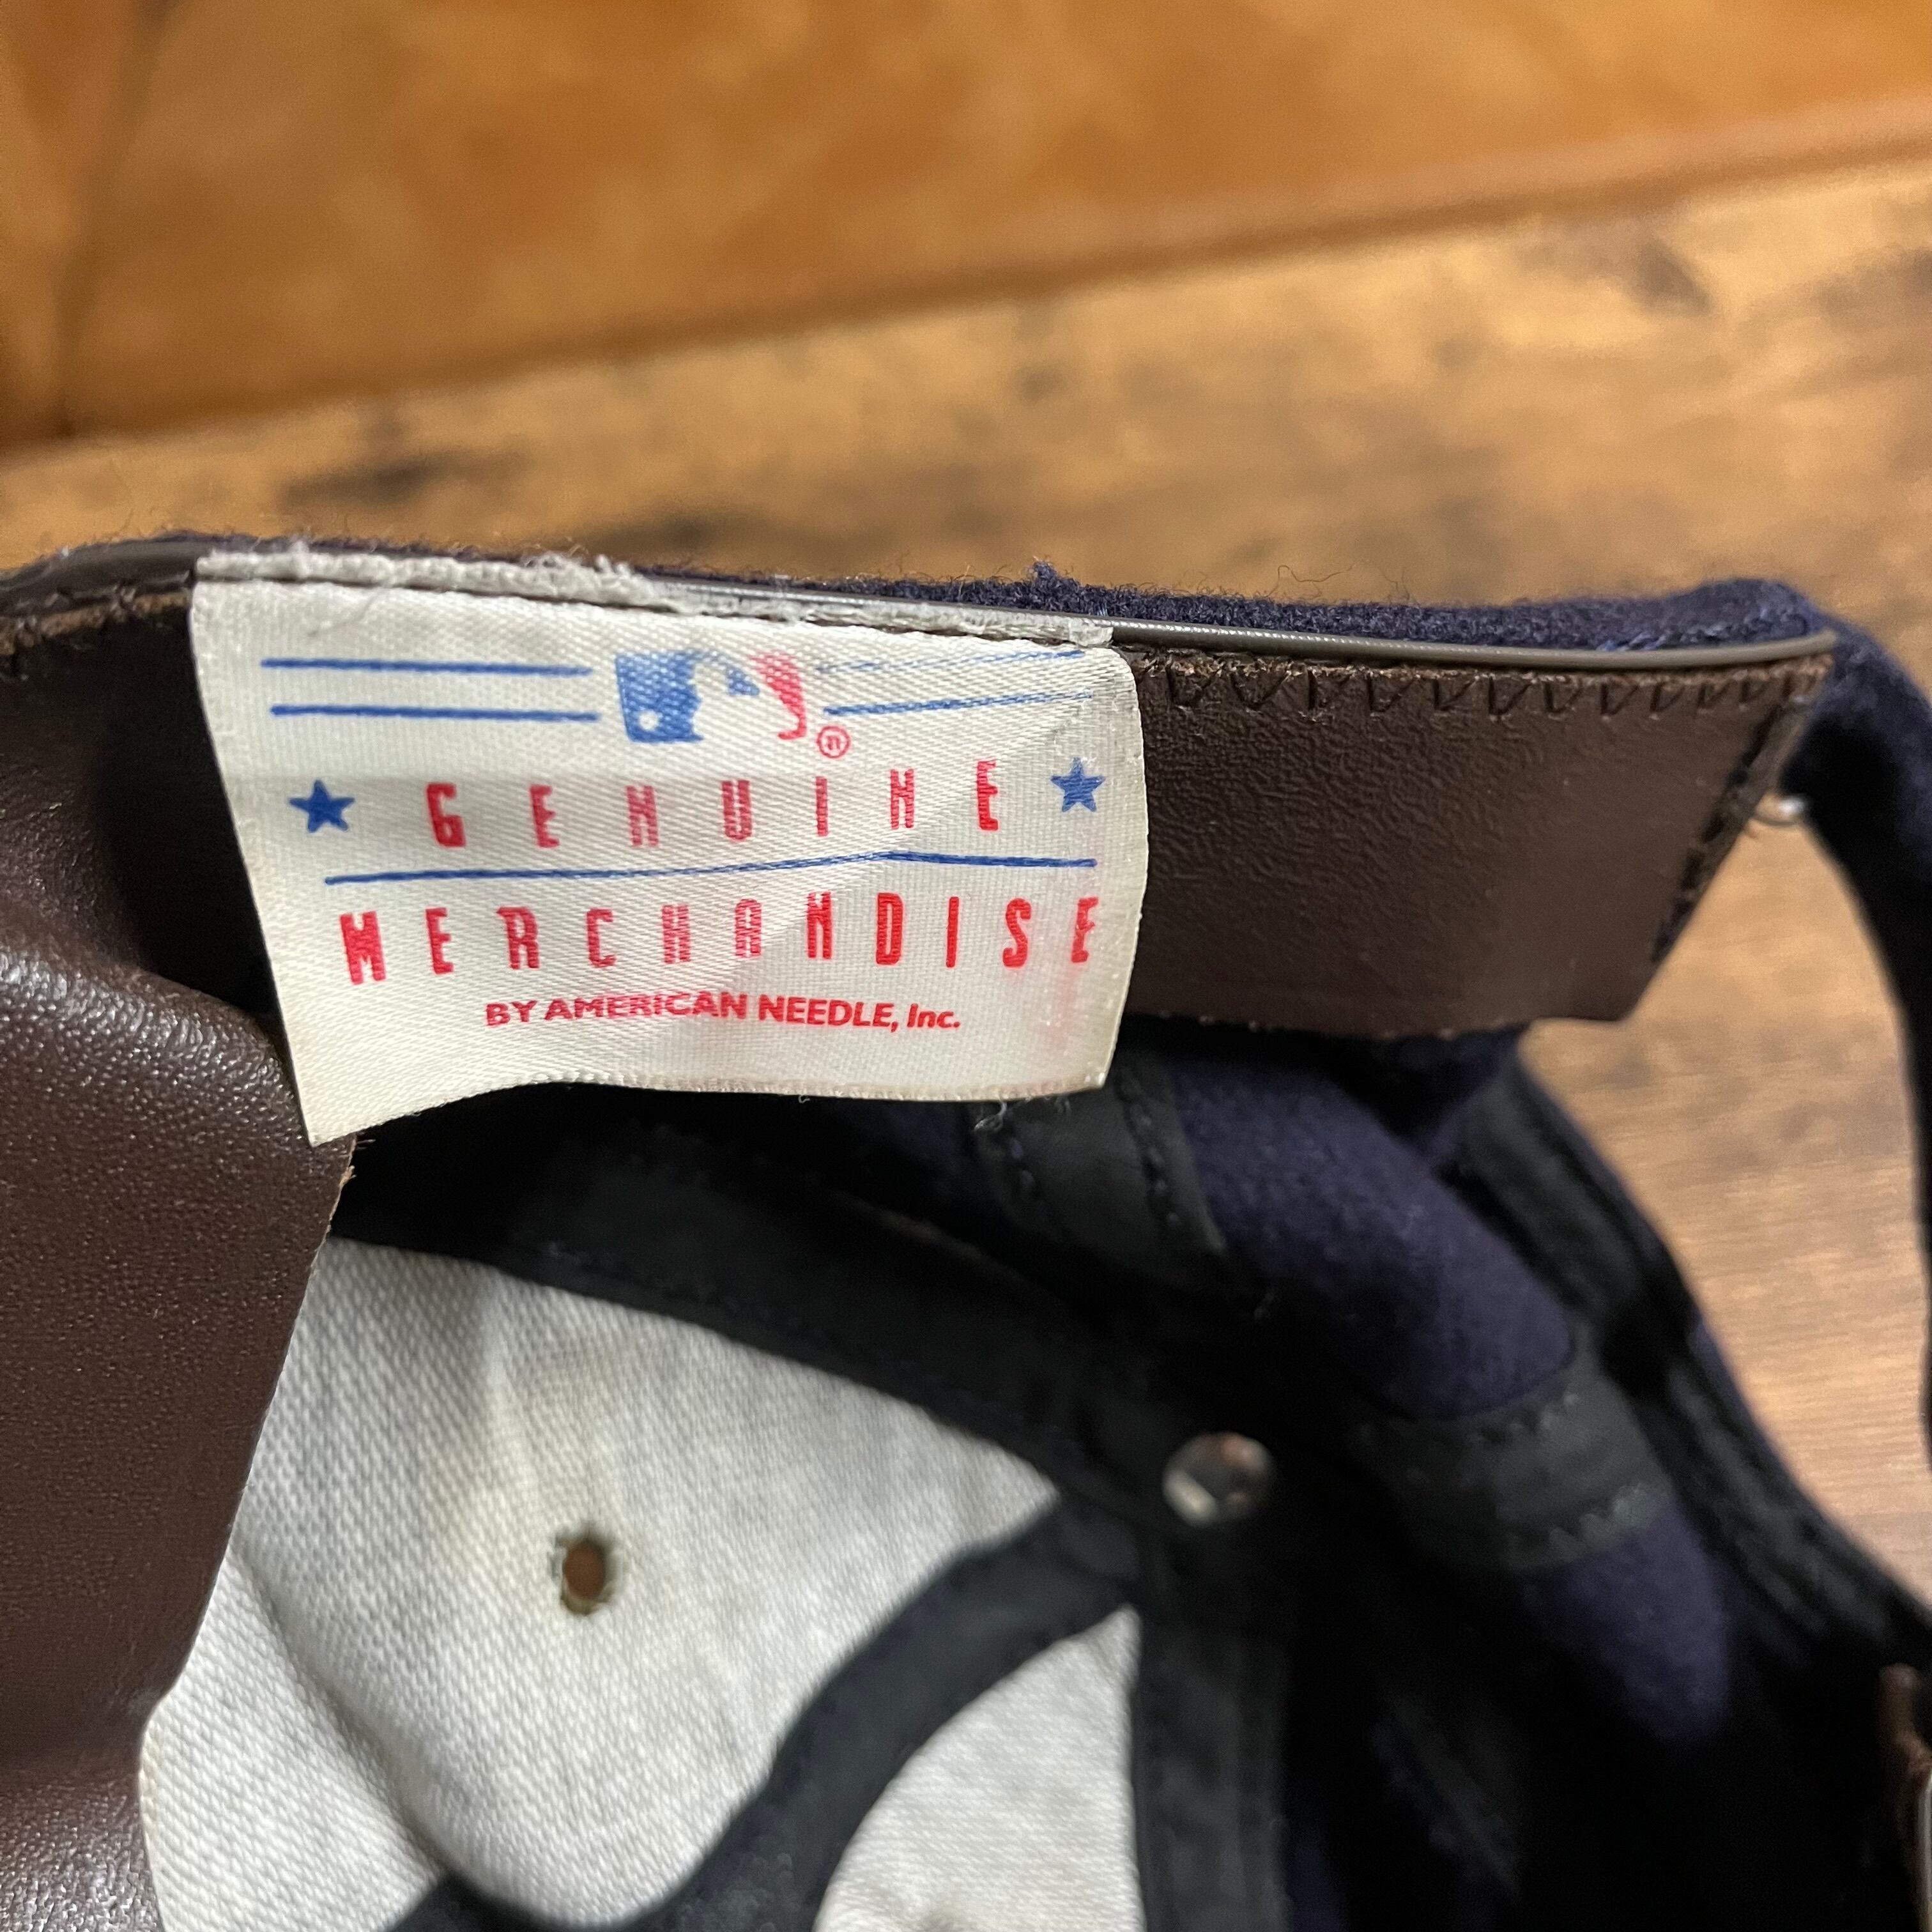 ®
GENUINE
MERCHANDISE
BY AMERICAN NEEDLE, Inc.